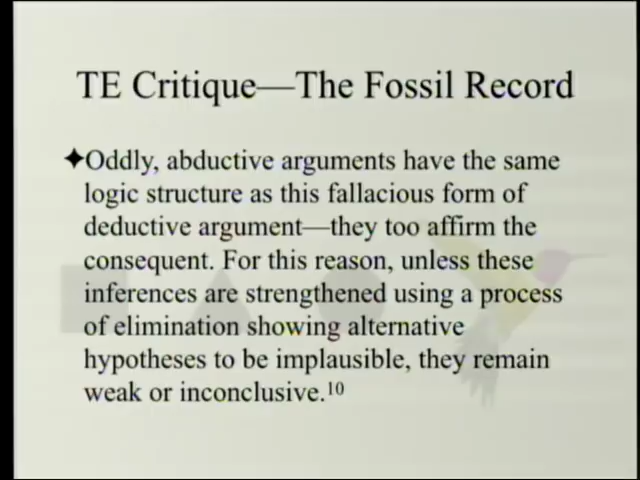 TE Critique—The Fossil Record
✦Oddly, abductive arguments have the same
logic structure as this fallacious form of
deductive argument—they too affirm the
consequent. For this reason, unless these
inferences are strengthened using a process
of elimination showing alternative
hypotheses to be implausible, they remain
weak or inconclusive.¹⁰